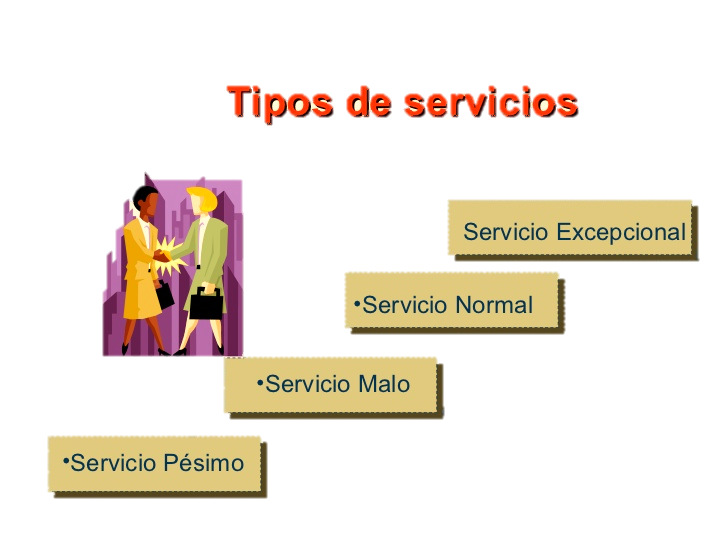 Tipos de servicios
Servicio Excepcional
•Servicio Normal
•Servicio Malo
•Servicio Pésimo